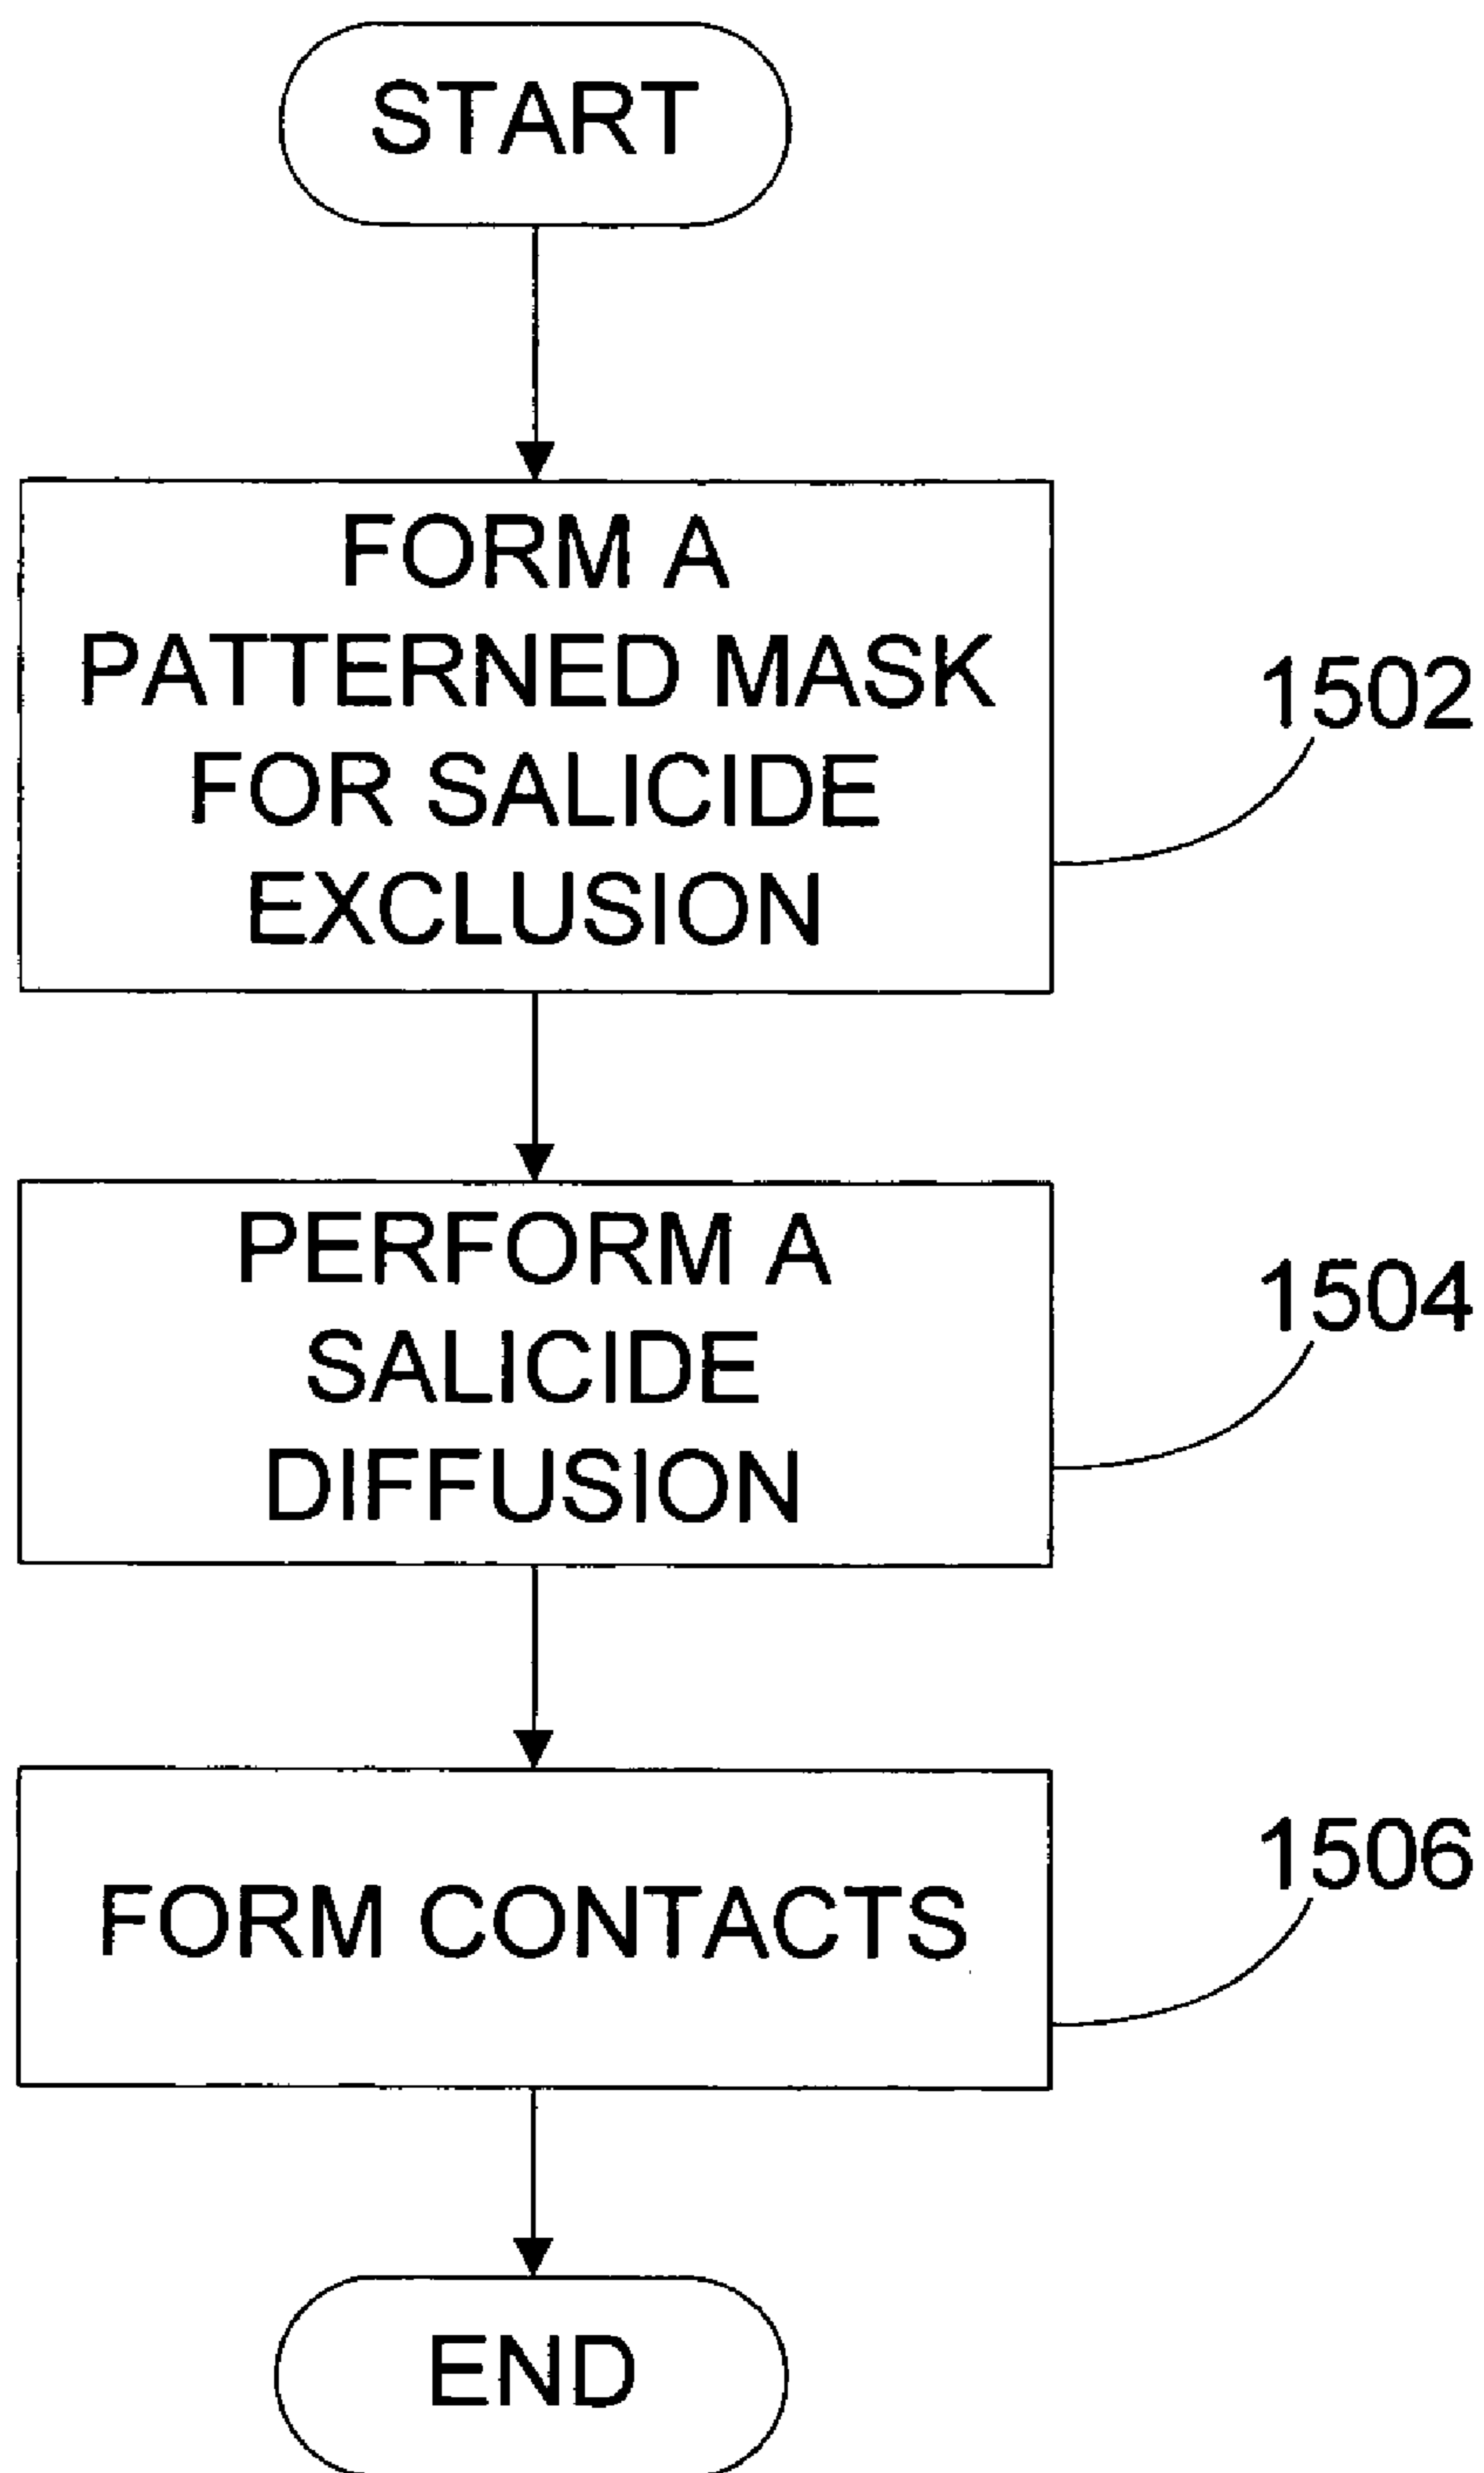 START
FORM A
PATTERNED MASK
FOR SALICIDE
EXCLUSION
1502
PERFORM A
SALICIDE
DIFFUSION
1504
FORM CONTACTS
1506
END